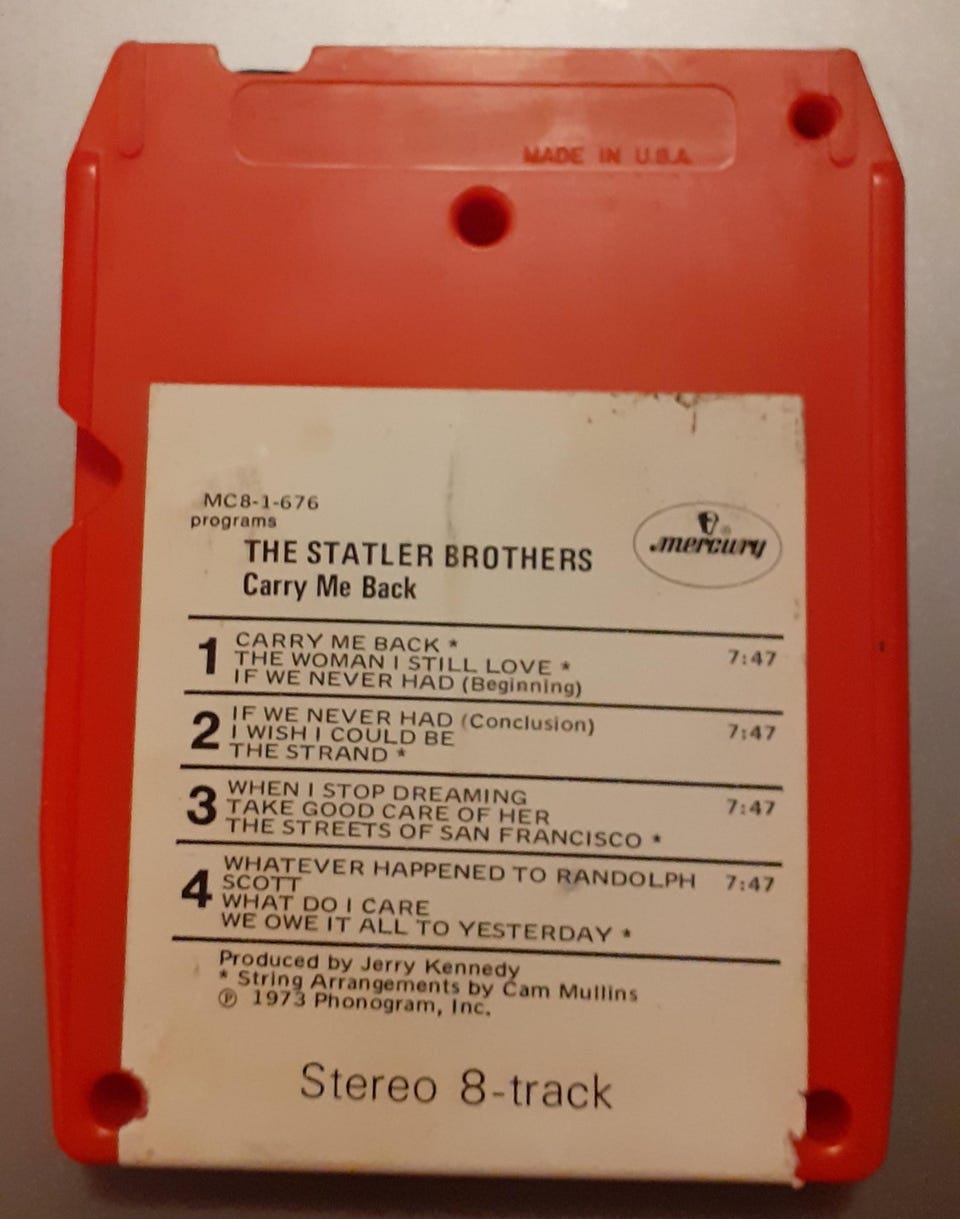 MADE IN U.S.A.
MC8-1-676
programs
THE STATLER BROTHERS
Carry Me Back
mercury ®
1 CARRY ME BACK * 7:47
THE WOMAN I STILL LOVE *
IF WE NEVER HAD (Beginning)
2 IF WE NEVER HAD (Conclusion) 7:47
I WISH I COULD BE
THE STRAND *
3 WHEN I STOP DREAMING 7:47
TAKE GOOD CARE OF HER
THE STREETS OF SAN FRANCISCO *
4 WHATEVER HAPPENED TO RANDOLPH 7:47
SCOTT
WHAT DO I CARE
WE OWE IT ALL TO YESTERDAY *
Produced by Jerry Kennedy
* String Arrangements by Cam Mullins
℗ 1973 Phonogram, Inc.
Stereo 8-track